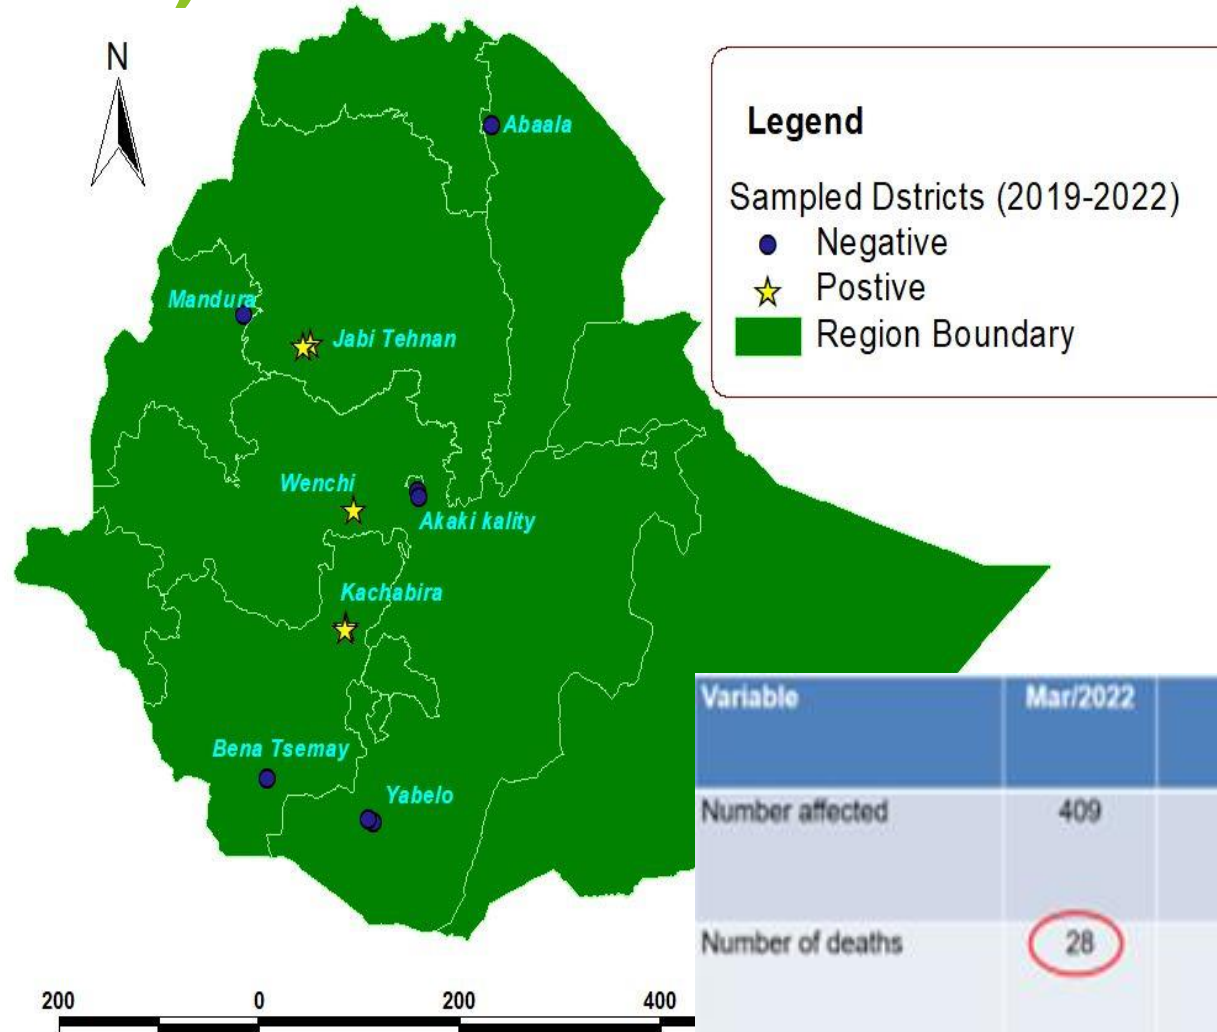 N
Abaala
Legend
Sampled Dstricts (2019-2022)
Negative
Postive
Region Boundary
Mandura
Jabi Tehnan
Wenchi
Akaki kality
Kachabira
Bena Tsemay
Yabelo
Variable Mar/2022
Number affected 409
Number of deaths 28
200 0 200 400